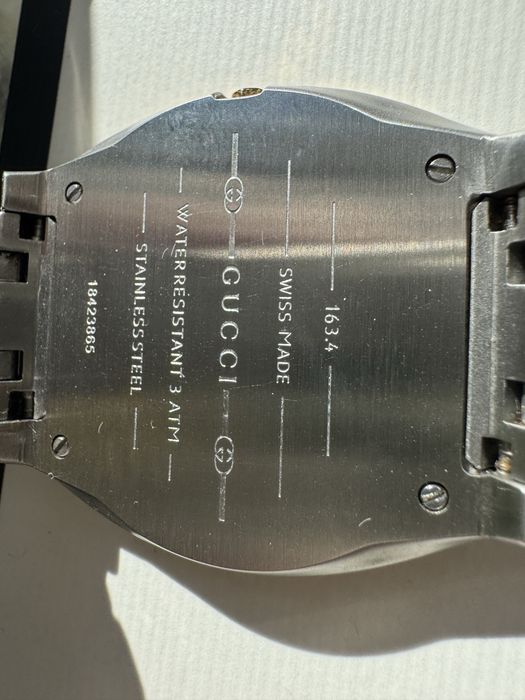 163.4
SWISS MADE
GUCCI
WATER RESISTANT 3 ATM
STAINLESS STEEL
18423865